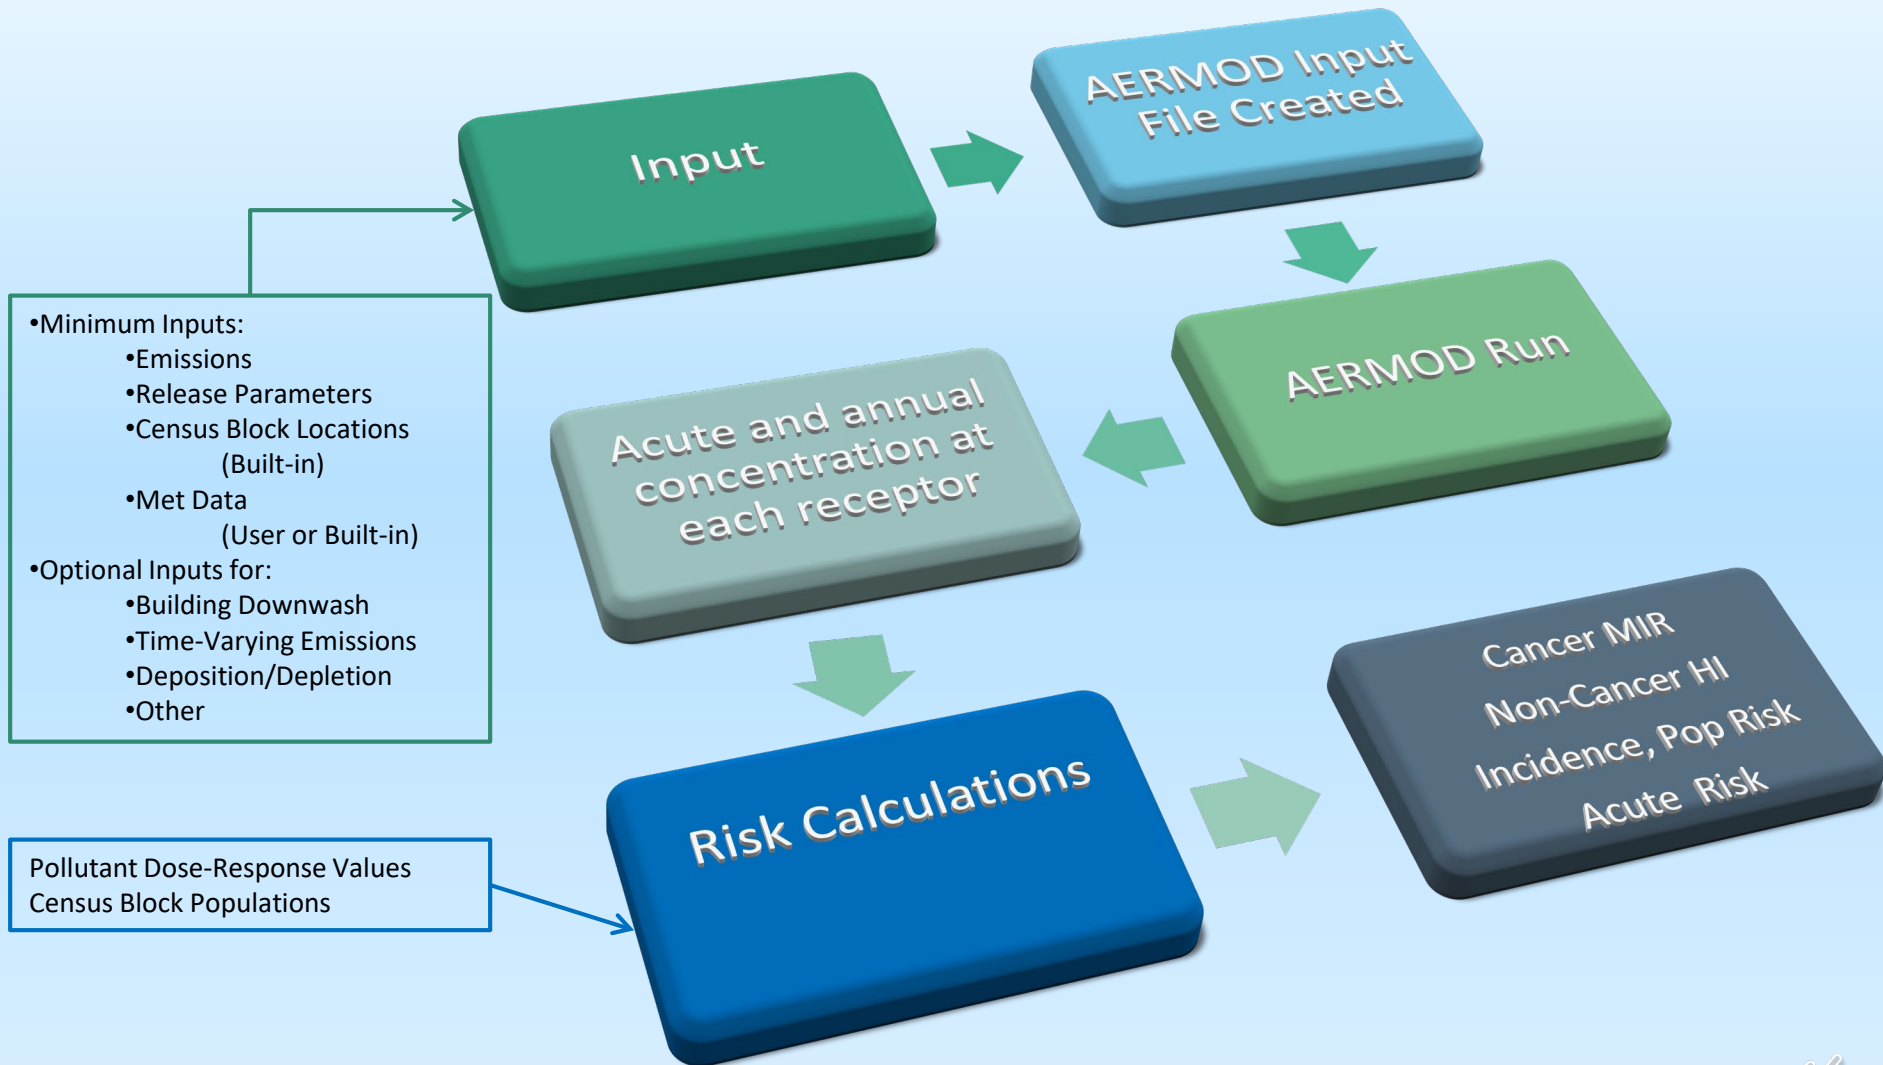 Input
AERMOD Input
File Created
AERMOD Run
Acute and annual
concentration at
each receptor
Risk Calculations
Cancer MIR
Non-Cancer HI
Incidence, Pop Risk
Acute Risk
•Minimum Inputs:
•Emissions
•Release Parameters
•Census Block Locations
(Built-in)
•Met Data
(User or Built-in)
•Optional Inputs for:
•Building Downwash
•Time-Varying Emissions
•Deposition/Depletion
•Other
Pollutant Dose-Response Values
Census Block Populations